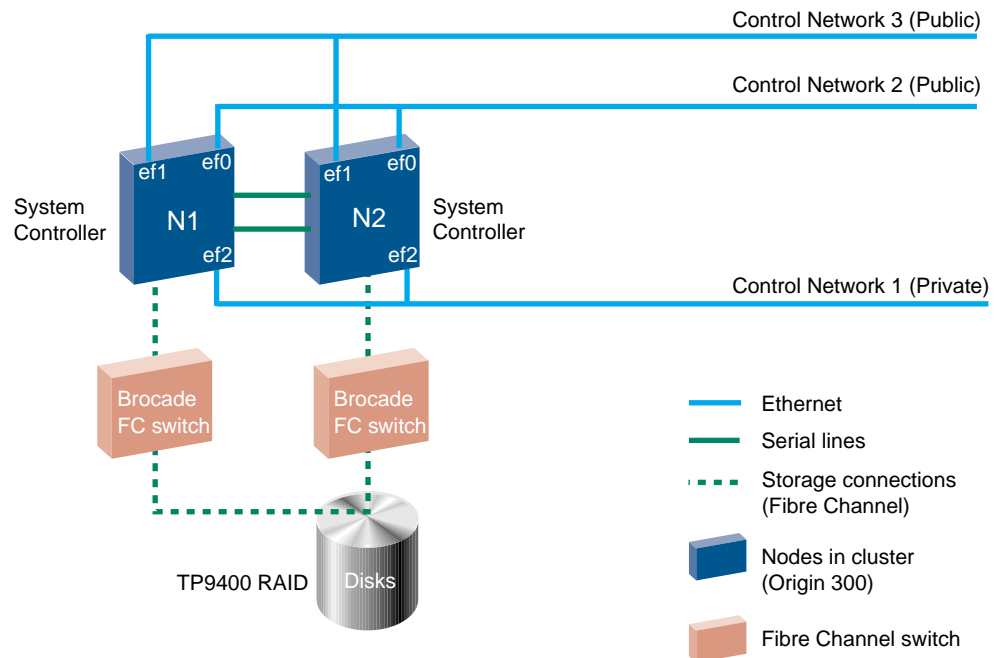 Control Network 3 (Public)
Control Network 2 (Public)
ef1
ef0
ef1
ef0
System
Controller
N1
N2
System
Controller
ef2
ef2
Control Network 1 (Private)
Brocade
FC switch
Brocade
FC switch
Ethernet
Serial lines
Storage connections
(Fibre Channel)
TP9400 RAID
Disks
Nodes in cluster
(Origin 300)
Fibre Channel switch